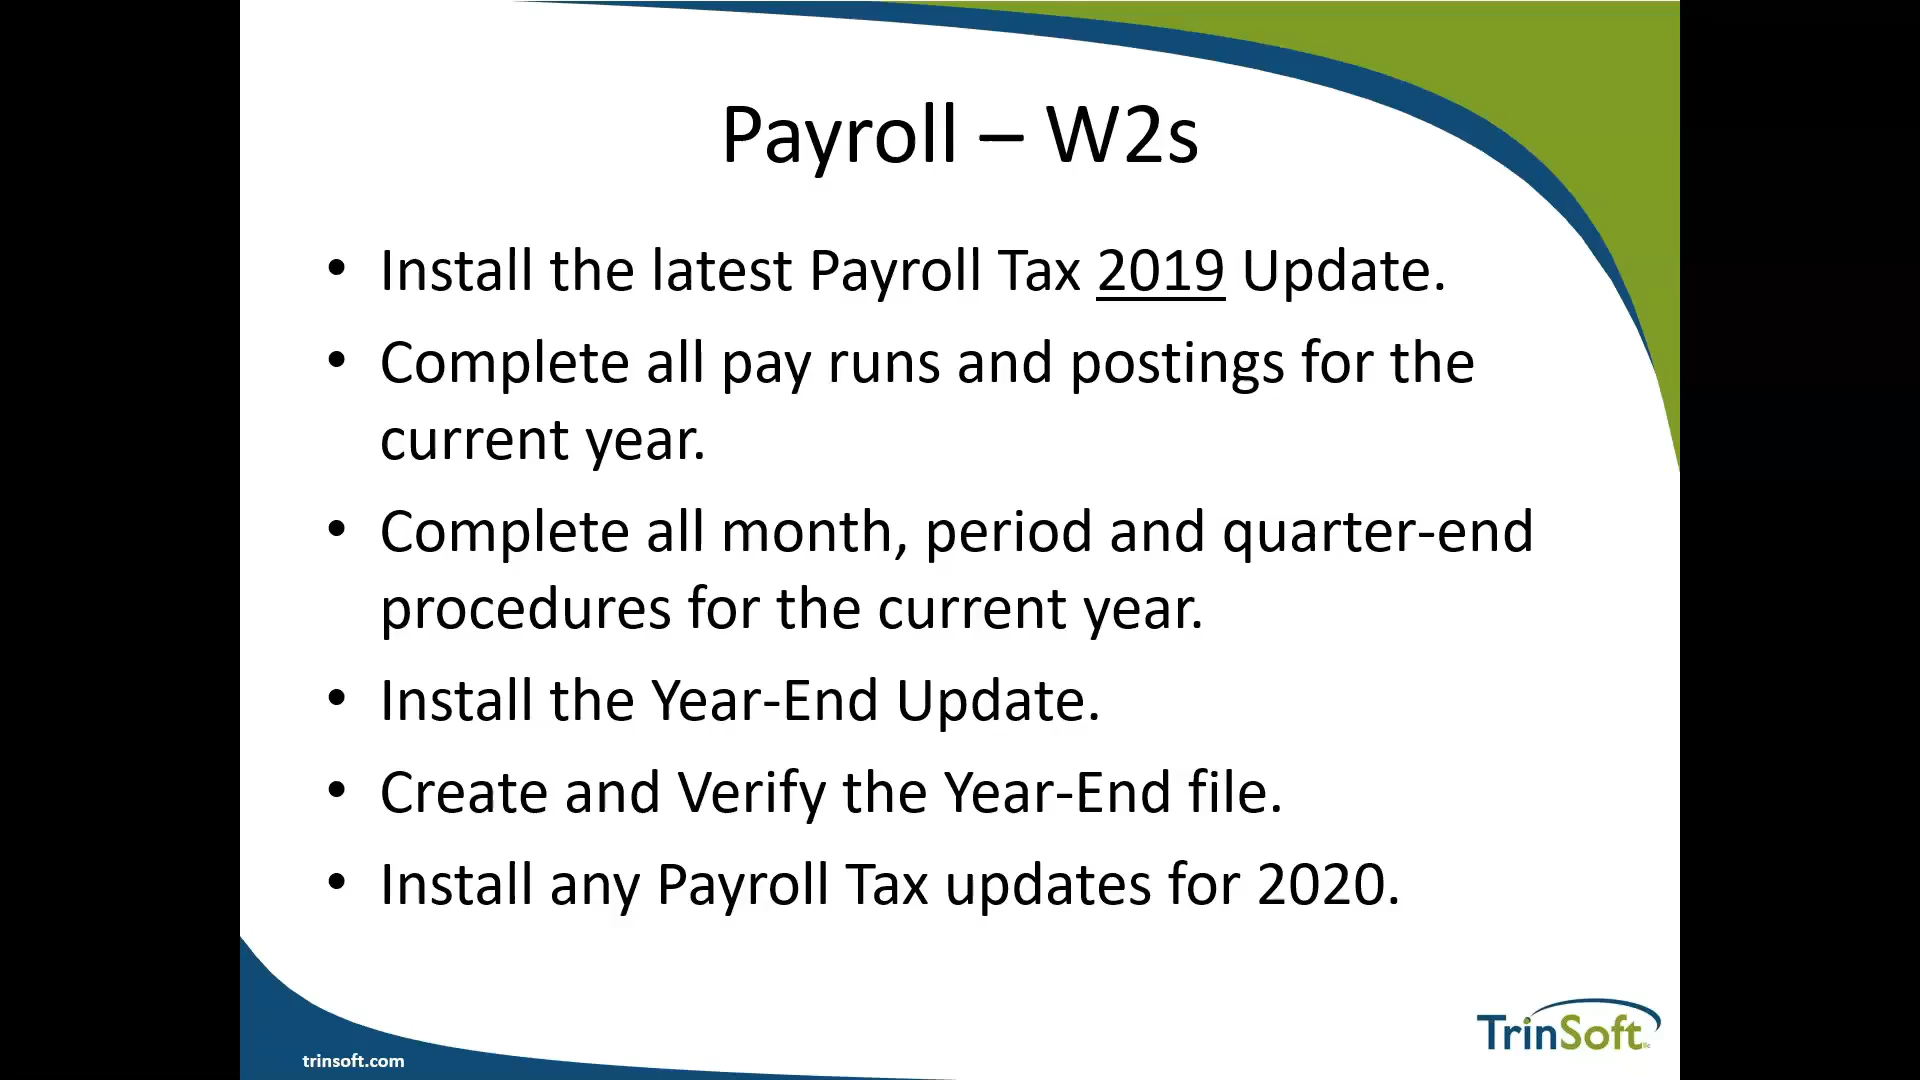 Payroll – W2s
• Install the latest Payroll Tax 2019 Update.
• Complete all pay runs and postings for the
current year.
• Complete all month, period and quarter-end
procedures for the current year.
• Install the Year-End Update.
• Create and Verify the Year-End file.
• Install any Payroll Tax updates for 2020.
TrinSoft llc
trinsoft.com